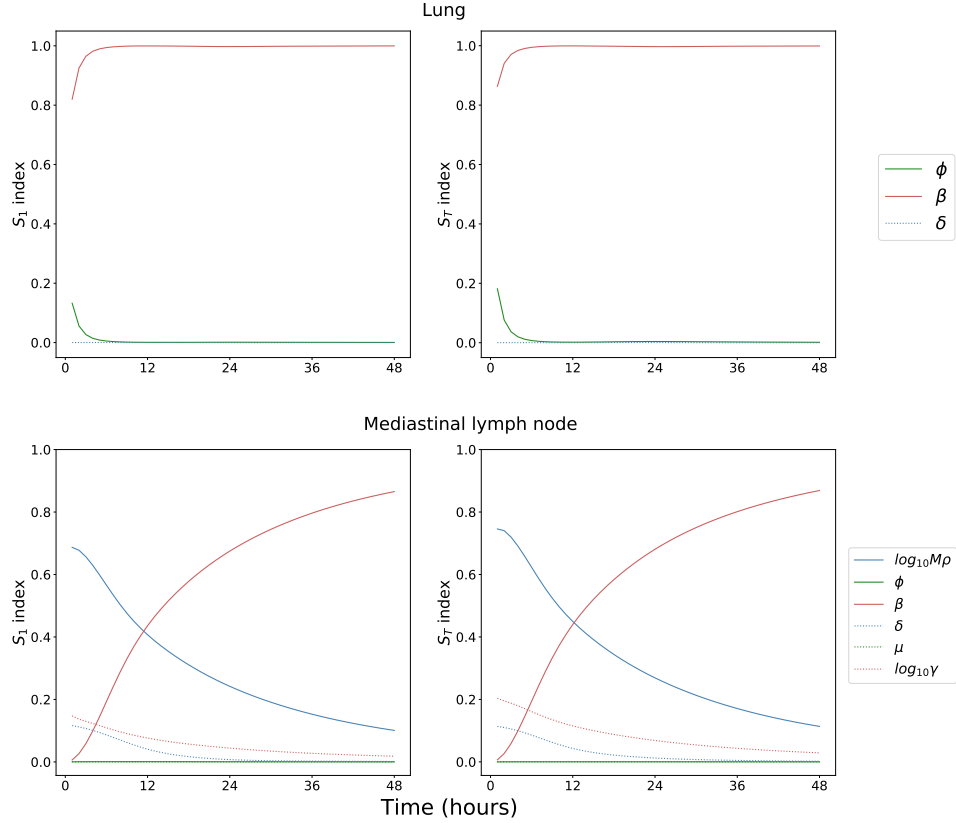 Lung
S₁ index
1.0
0.8
0.6
0.4
0.2
0.0
0 12 24 36 48
S_T index
1.0
0.8
0.6
0.4
0.2
0.0
0 12 24 36 48
ϕ
β
δ
Mediastinal lymph node
S₁ index
1.0
0.8
0.6
0.4
0.2
0.0
0 12 24 36 48
S_T index
1.0
0.8
0.6
0.4
0.2
0.0
0 12 24 36 48
log₁₀Mρ
ϕ
β
δ
μ
log₁₀γ
Time (hours)